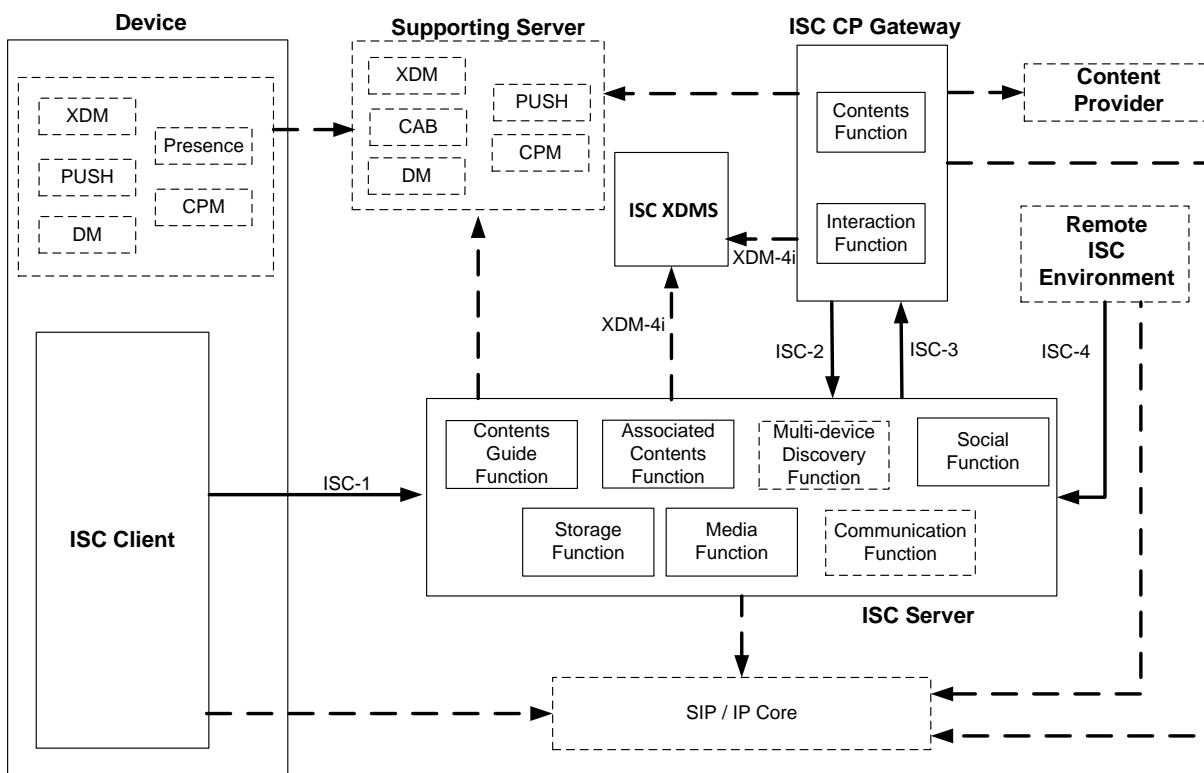 Device
Supporting Server
ISC CP Gateway
XDM
PUSH
Presence
CPM
DM
XDM
CAB
DM
PUSH
CPM
Contents
Function
Interaction
Function
Content
Provider
ISC XDMS
XDM-4i
XDM-4i
Remote
ISC
Environment
ISC-2
ISC-3
ISC-4
ISC Client
ISC-1
Contents
Guide
Function
Associated
Contents
Function
Multi-device
Discovery
Function
Social
Function
Storage
Function
Media
Function
Communication
Function
ISC Server
SIP / IP Core